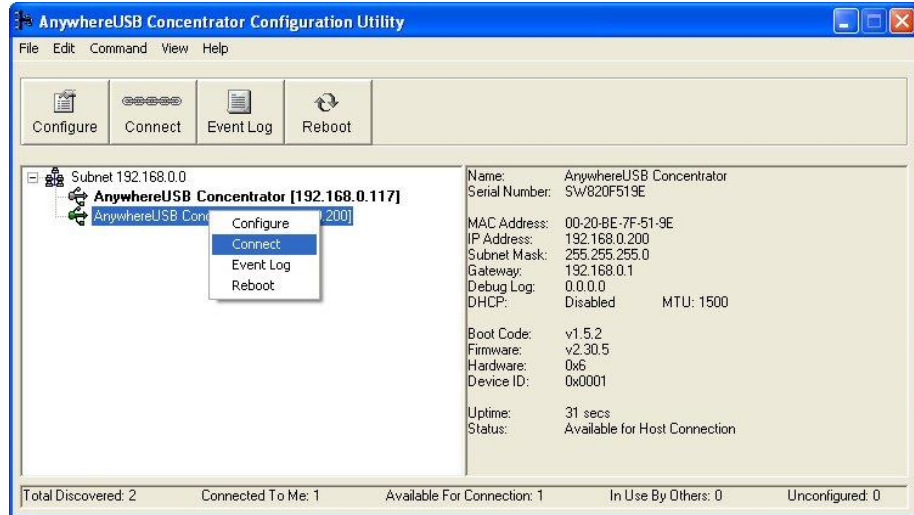 AnywhereUSB Concentrator Configuration Utility
File Edit Command View Help
Configure Connect Event Log Reboot
Subnet 192.168.0.0
AnywhereUSB Concentrator [192.168.0.117]
AnywhereUSB Conc .200]
Configure
Connect
Event Log
Reboot
Name: AnywhereUSB Concentrator
Serial Number: SW820F519E
MAC Address: 00-20-BE-7F-51-9E
IP Address: 192.168.0.200
Subnet Mask: 255.255.255.0
Gateway: 192.168.0.1
Debug Log: 0.0.0.0
DHCP: Disabled MTU: 1500
Boot Code: v1.5.2
Firmware: v2.30.5
Hardware: 0x6
Device ID: 0x0001
Uptime: 31 secs
Status: Available for Host Connection
Total Discovered: 2 Connected To Me: 1 Available For Connection: 1 In Use By Others: 0 Unconfigured: 0